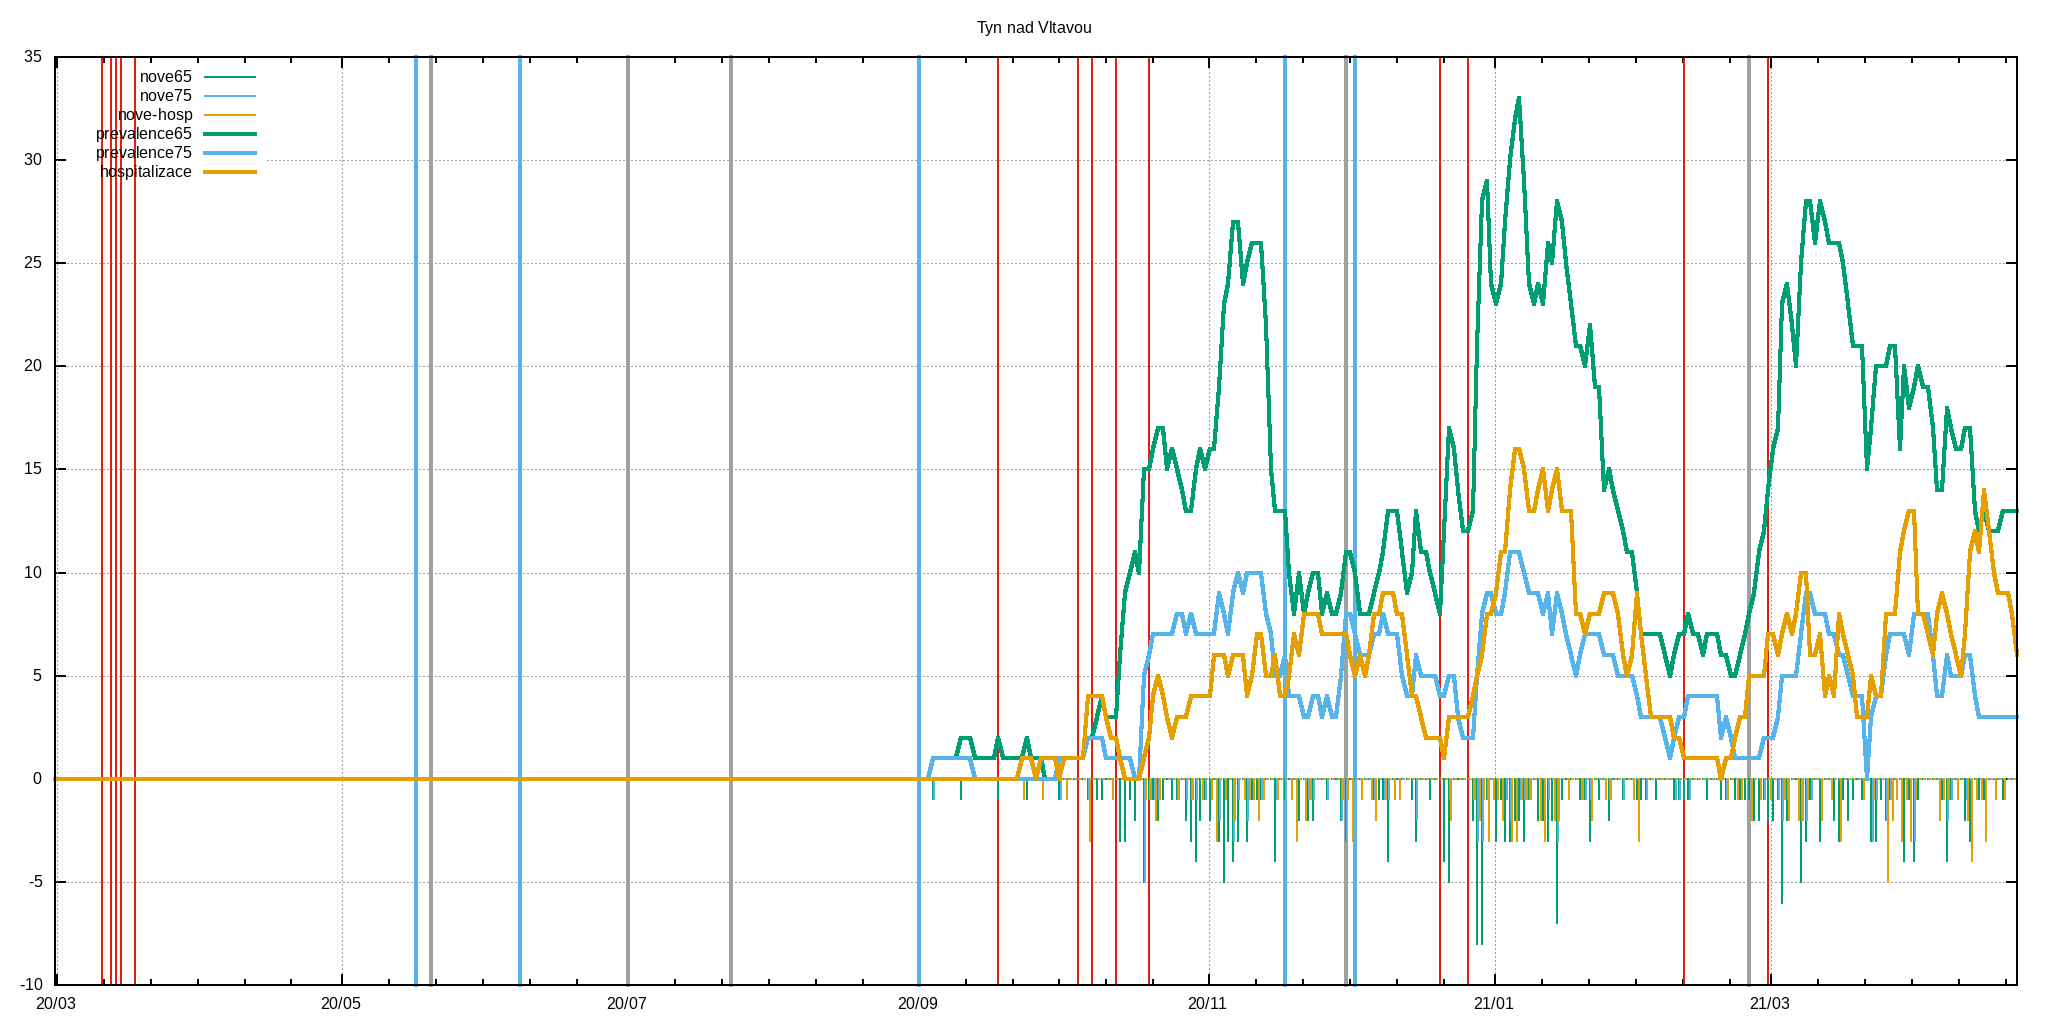 Tyn nad Vltavou
35
30
25
20
15
10
5
0
-5
-10
nove65
nove75
nove-hosp
prevalence65
prevalence75
hospitalizace
20/03 20/05 20/07 20/09 20/11 21/01 21/03